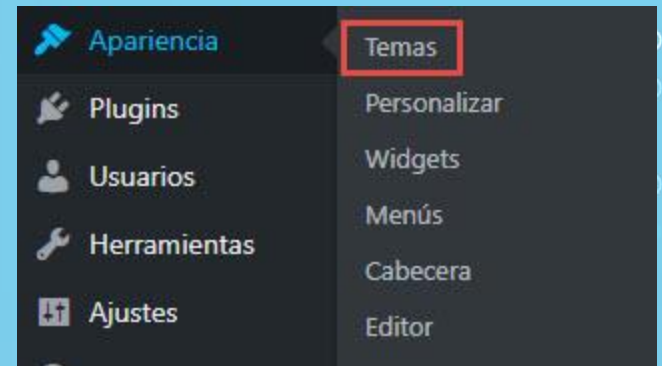 Apariencia
Plugins
Usuarios
Herramientas
Ajustes
Temas
Personalizar
Widgets
Menús
Cabecera
Editor